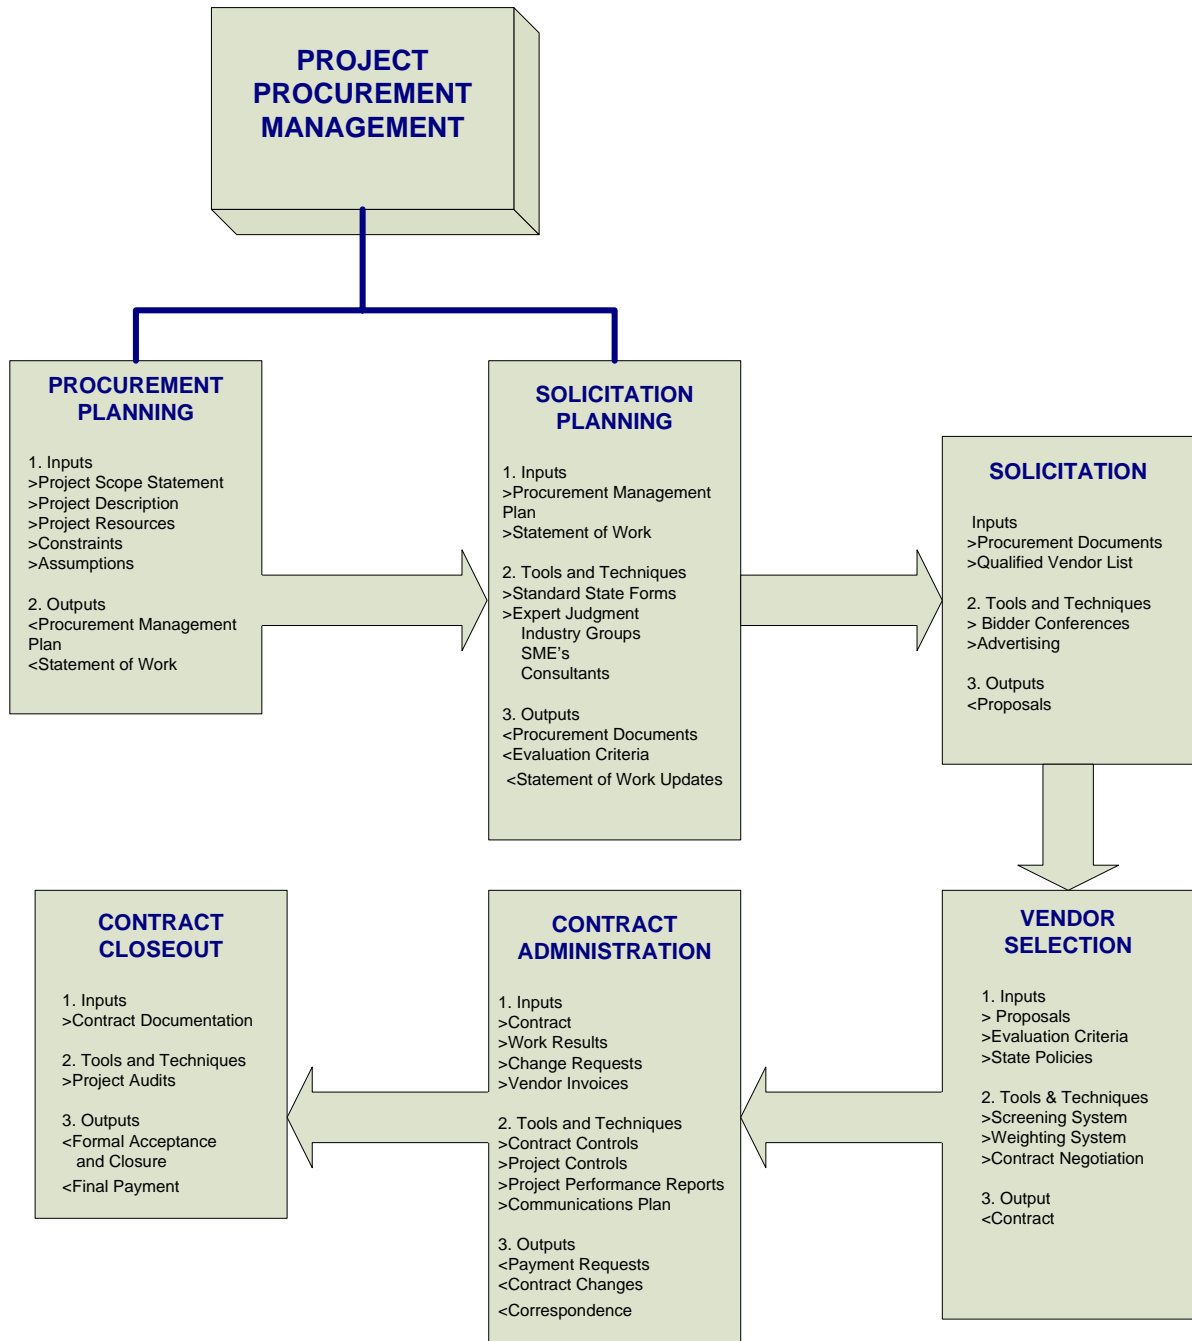 PROJECT
PROCUREMENT
MANAGEMENT
PROCUREMENT
PLANNING
1. Inputs
>Project Scope Statement
>Project Description
>Project Resources
>Constraints
>Assumptions
2. Outputs
<Procurement Management
Plan
<Statement of Work
SOLICITATION
PLANNING
1. Inputs
>Procurement Management
Plan
>Statement of Work
2. Tools and Techniques
>Standard State Forms
>Expert Judgment
Industry Groups
SME's
Consultants
3. Outputs
<Procurement Documents
<Evaluation Criteria
<Statement of Work Updates
SOLICITATION
Inputs
>Procurement Documents
>Qualified Vendor List
2. Tools and Techniques
> Bidder Conferences
>Advertising
3. Outputs
<Proposals
VENDOR
SELECTION
1. Inputs
> Proposals
>Evaluation Criteria
>State Policies
2. Tools & Techniques
>Screening System
>Weighting System
>Contract Negotiation
3. Output
<Contract
CONTRACT
ADMINISTRATION
1. Inputs
>Contract
>Work Results
>Change Requests
>Vendor Invoices
2. Tools and Techniques
>Contract Controls
>Project Controls
>Project Performance Reports
>Communications Plan
3. Outputs
<Payment Requests
<Contract Changes
<Correspondence
CONTRACT
CLOSEOUT
1. Inputs
>Contract Documentation
2. Tools and Techniques
>Project Audits
3. Outputs
<Formal Acceptance
and Closure
<Final Payment